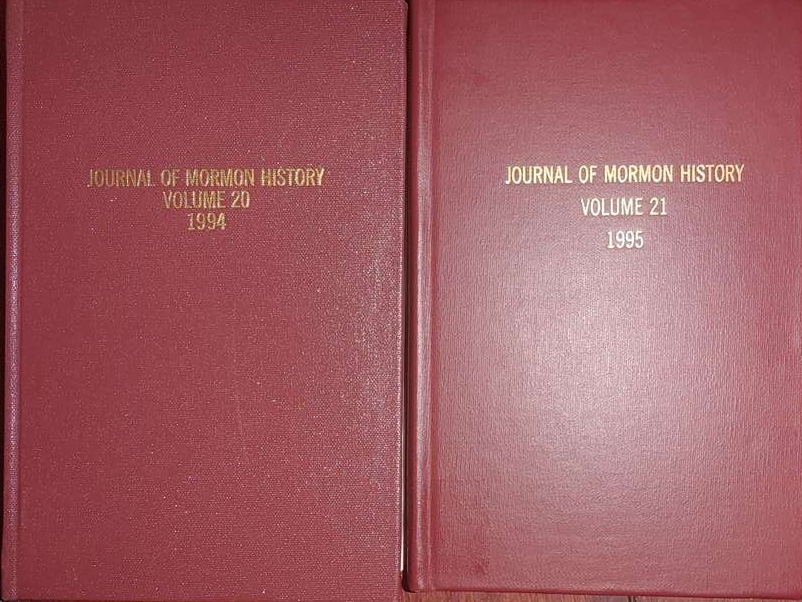 JOURNAL OF MORMON HISTORY
VOLUME 20
1994
JOURNAL OF MORMON HISTORY
VOLUME 21
1995